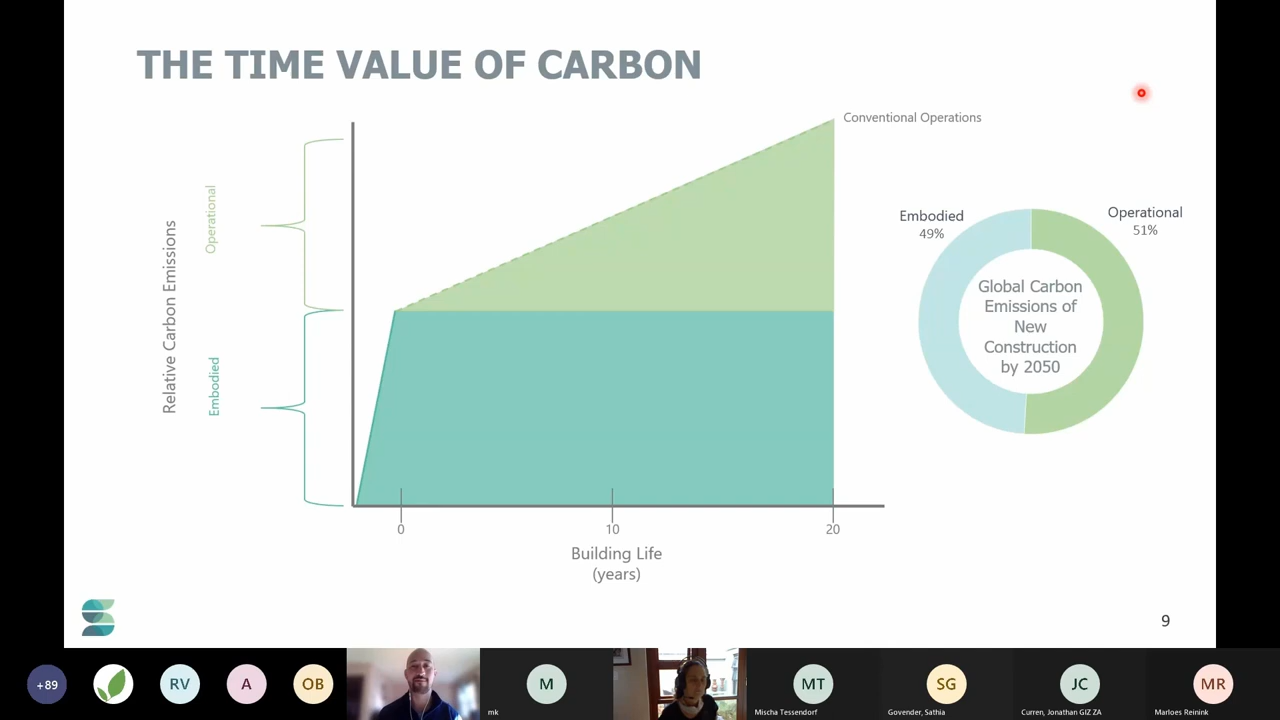 THE TIME VALUE OF CARBON
Conventional Operations
Relative Carbon Emissions
Operational
Embodied
Embodied
49%
Operational
51%
Global Carbon
Emissions of
New
Construction
by 2050
0
10
20
Building Life
(years)
9
+89
RV
A
OB
M
mk
MT
Mischa Tessendorf
SG
Govender, Sathia
JC
Curren, Jonathan GIZ ZA
MR
Marloes Reinink